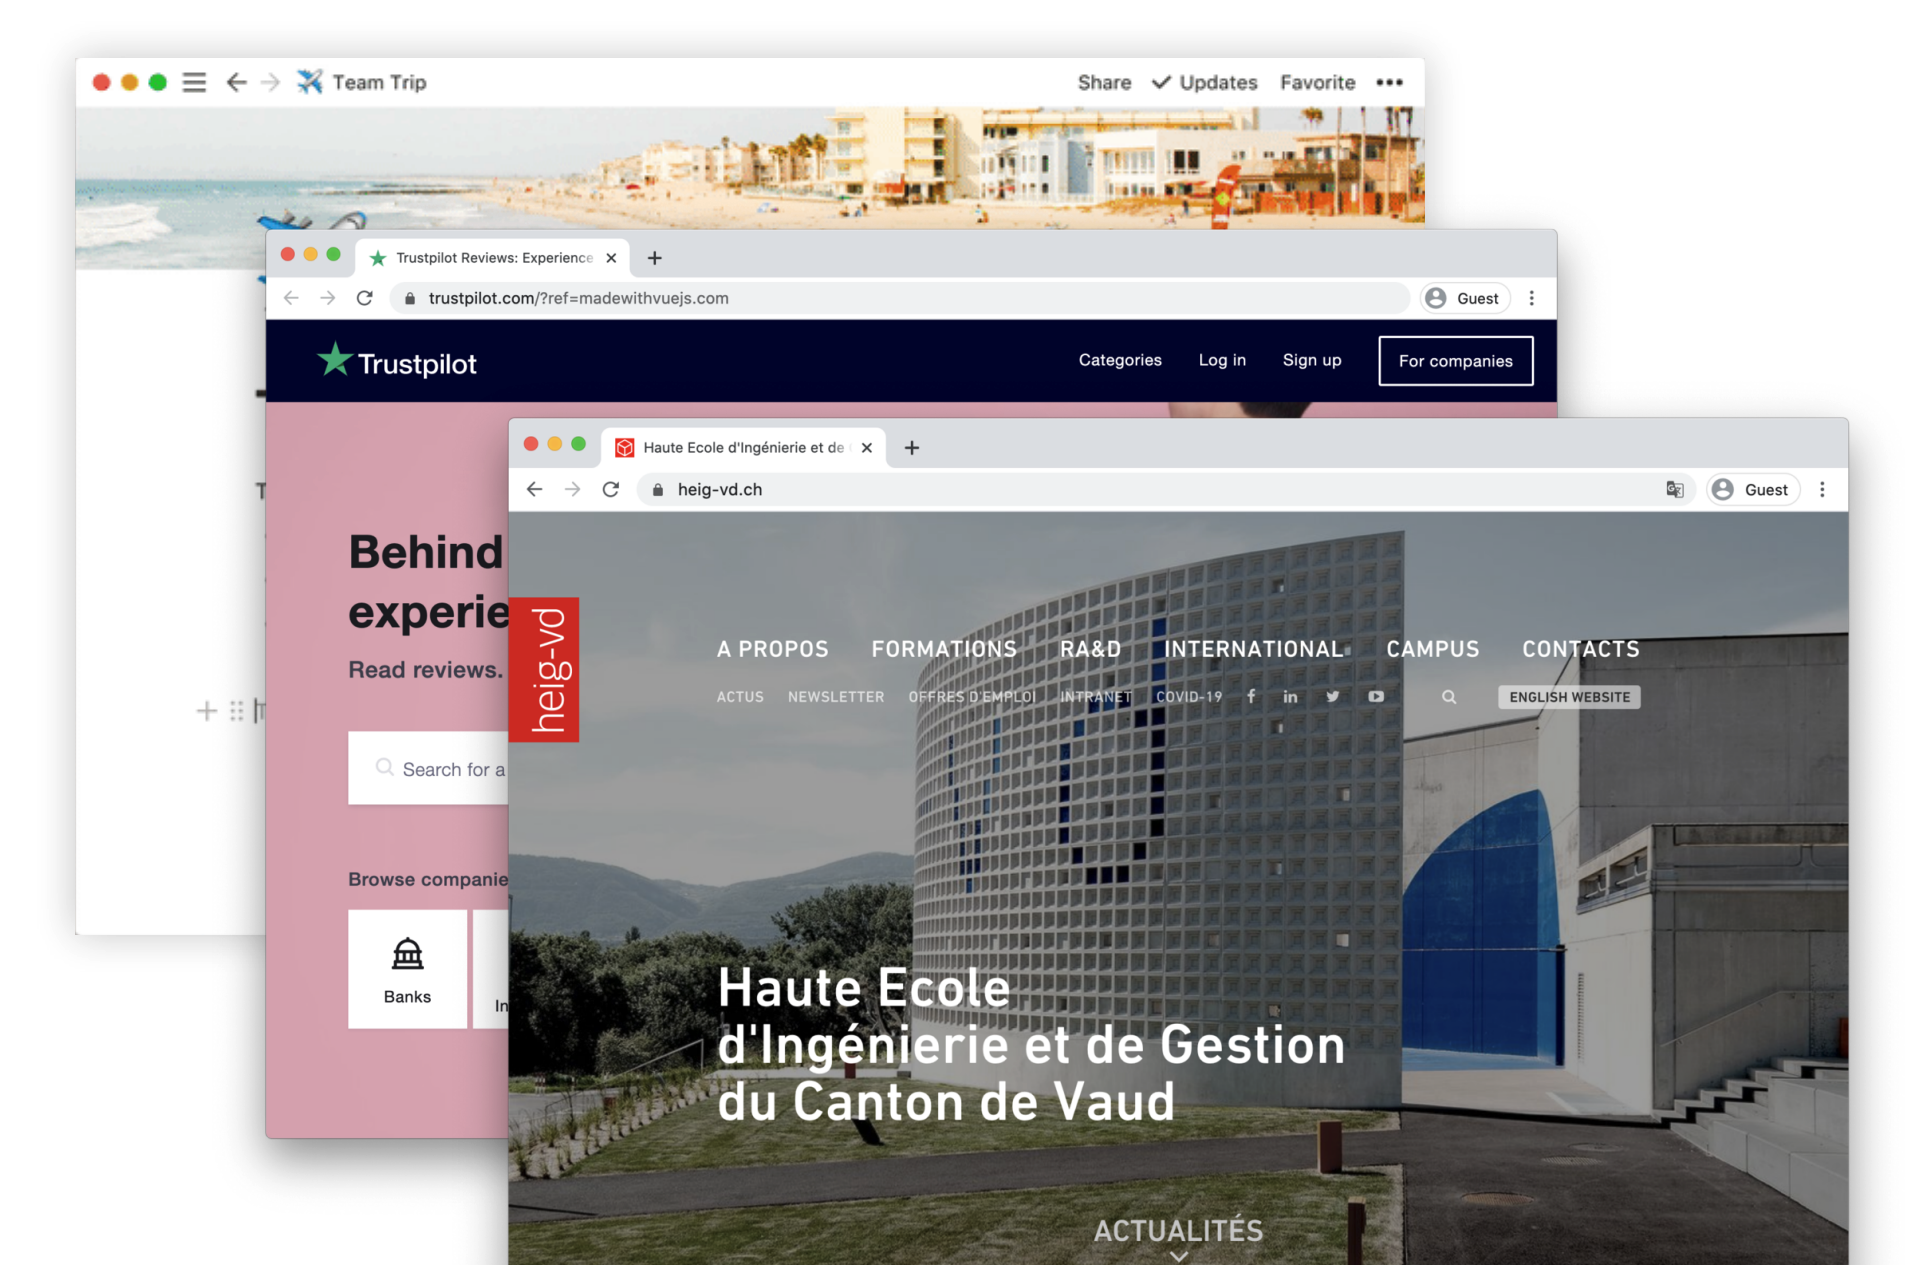 Team Trip
Share
Updates
Favorite
Trustpilot Reviews: Experience
trustpilot.com/?ref=madewithvuejs.com
Guest
Trustpilot
Categories
Log in
Sign up
For companies
Behind
experie
Read reviews.
Search for a
Browse companie
Banks
In
Haute Ecole d'Ingénierie et de
heig-vd.ch
Guest
heig-vd
A PROPOS
FORMATIONS
RA&D
INTERNATIONAL
CAMPUS
CONTACTS
ACTUS
NEWSLETTER
OFFRES D'EMPLOI
INTRANET
COVID-19
ENGLISH WEBSITE
Haute Ecole
d'Ingénierie et de Gestion
du Canton de Vaud
ACTUALITÉS